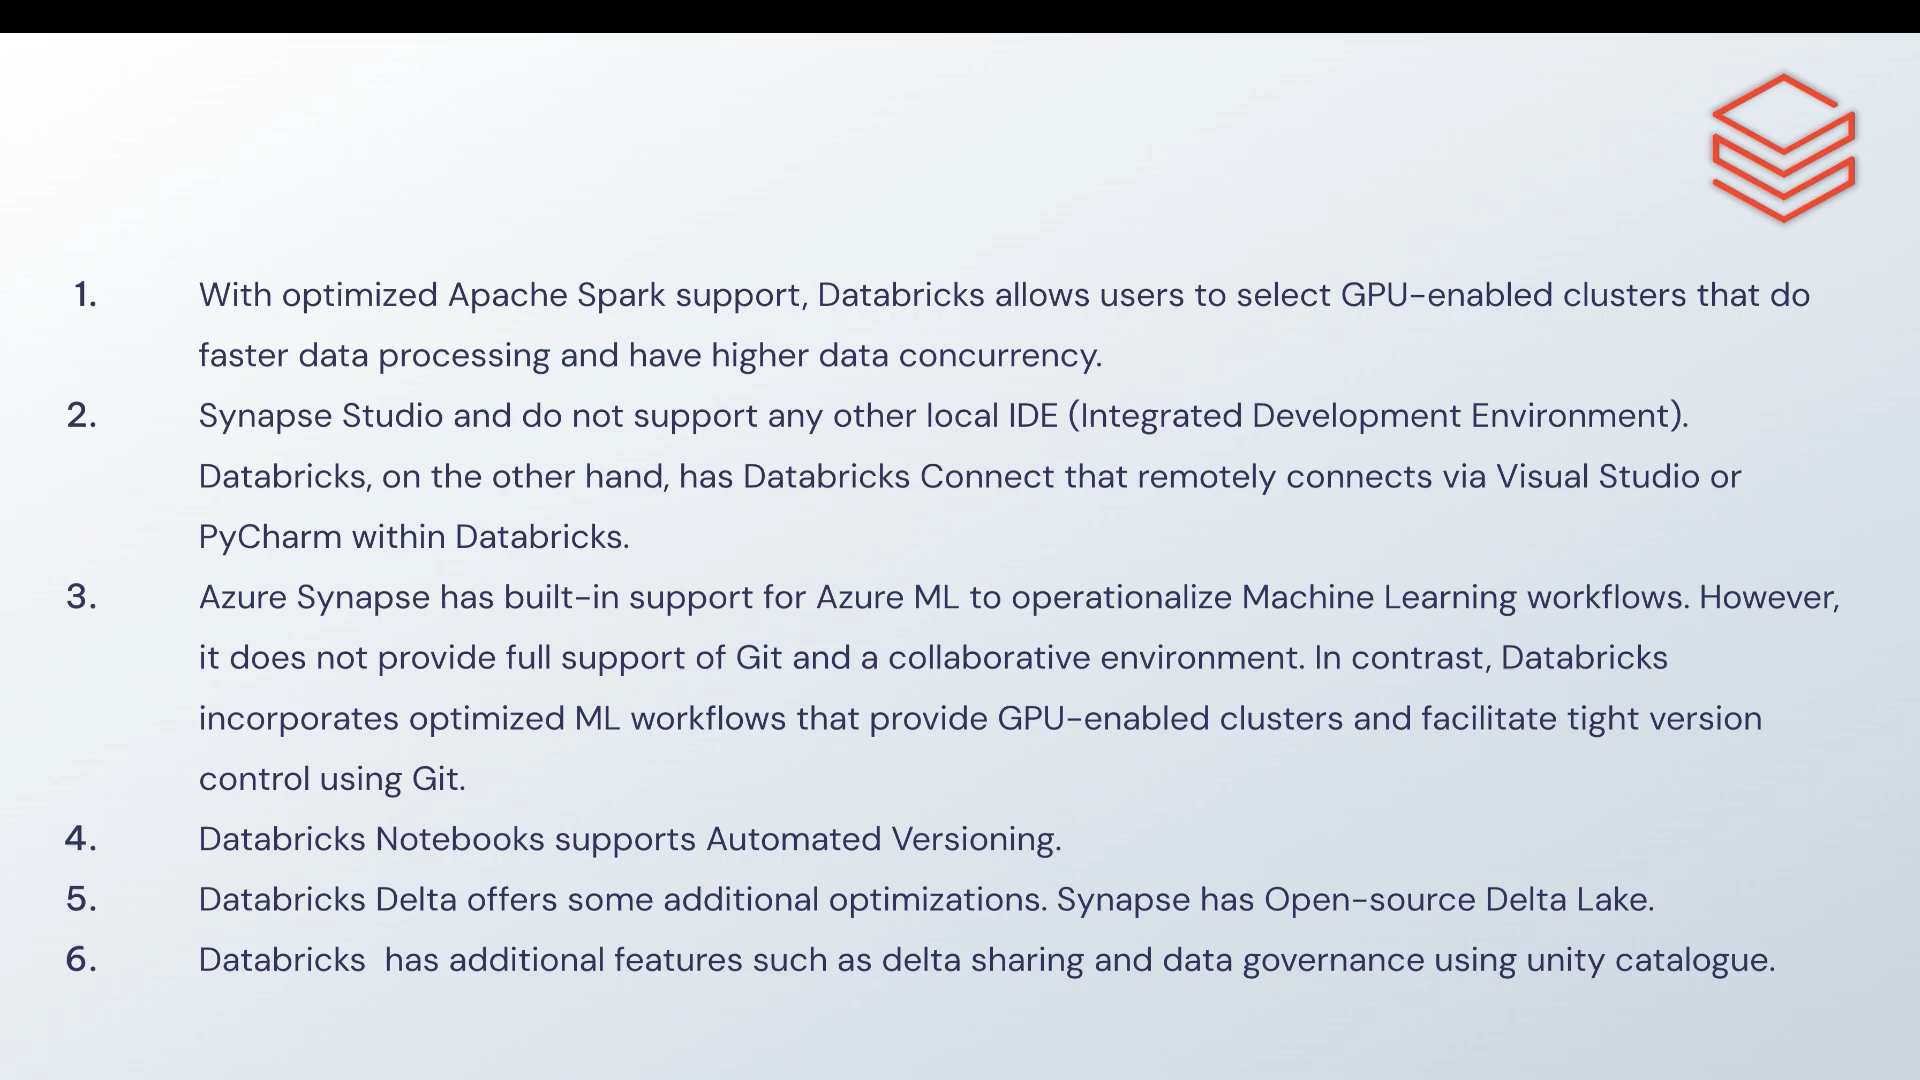 1. With optimized Apache Spark support, Databricks allows users to select GPU-enabled clusters that do
faster data processing and have higher data concurrency.
2. Synapse Studio and do not support any other local IDE (Integrated Development Environment).
Databricks, on the other hand, has Databricks Connect that remotely connects via Visual Studio or
PyCharm within Databricks.
3. Azure Synapse has built-in support for Azure ML to operationalize Machine Learning workflows. However,
it does not provide full support of Git and a collaborative environment. In contrast, Databricks
incorporates optimized ML workflows that provide GPU-enabled clusters and facilitate tight version
control using Git.
4. Databricks Notebooks supports Automated Versioning.
5. Databricks Delta offers some additional optimizations. Synapse has Open-source Delta Lake.
6. Databricks  has additional features such as delta sharing and data governance using unity catalogue.